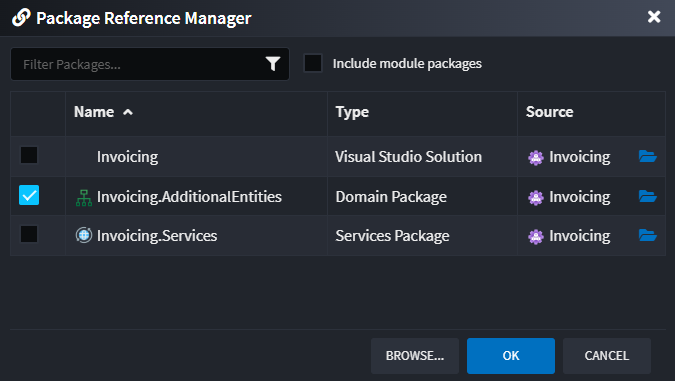 Package Reference Manager
Filter Packages...
Include module packages
Name Type Source
Invoicing Visual Studio Solution Invoicing
Invoicing.AdditionalEntities Domain Package Invoicing
Invoicing.Services Services Package Invoicing
BROWSE... OK CANCEL